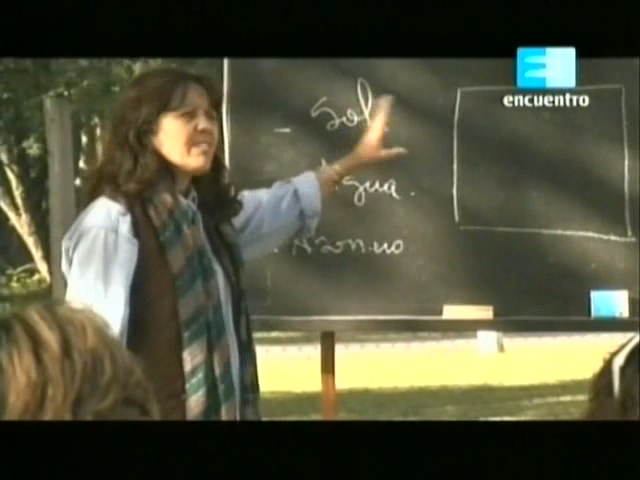 encuentro
- Sol.
Agua.